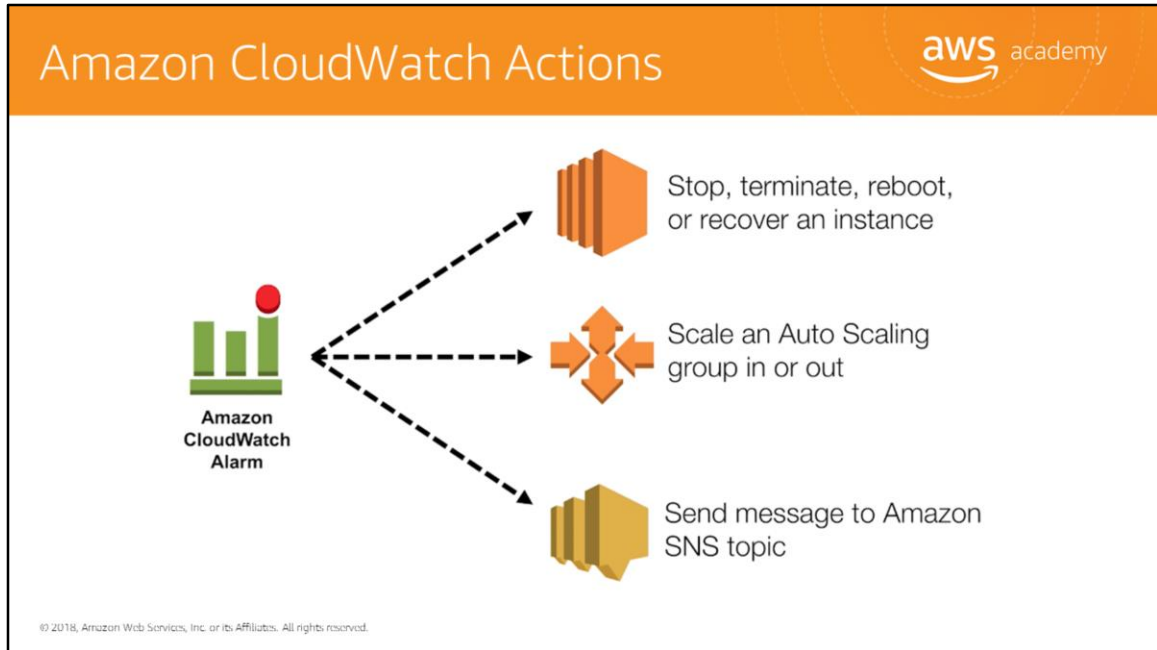 Amazon CloudWatch Actions
aws academy
Stop, terminate, reboot,
or recover an instance
Scale an Auto Scaling
group in or out
Amazon
CloudWatch
Alarm
Send message to Amazon
SNS topic
© 2018, Amazon Web Services, Inc. or its Affiliates. All rights reserved.